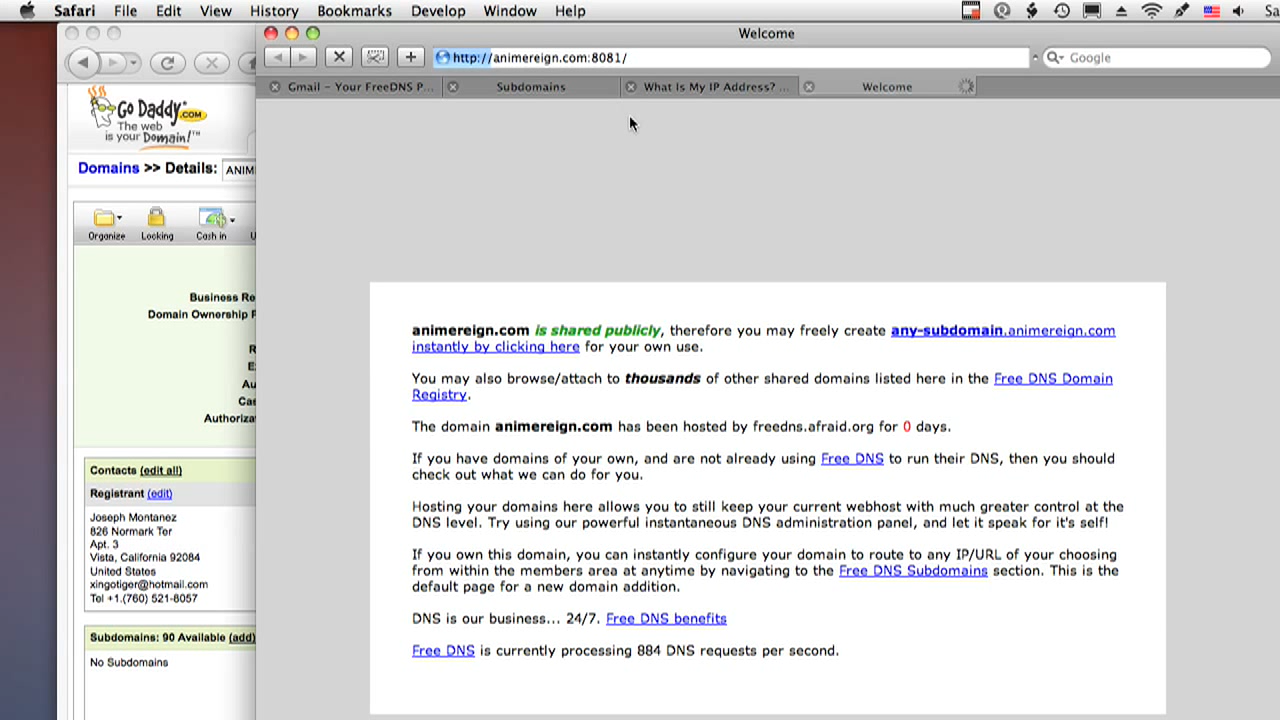 Safari File Edit View History Bookmarks Develop Window Help
Welcome
http://animereign.com:8081/
Google
Gmail – Your FreeDNS P... Subdomains What Is My IP Address? ... Welcome
Go Daddy.COM
The web
is your Domain!™
Domains >> Details: ANIM
Organize Locking Cash in
Business Re
Domain Ownership
R
E
Au
Cas
Authoriza
Contacts (edit all)
Registrant (edit)
Joseph Montanez
826 Normark Ter
Apt. 3
Vista, California 92084
United States
xingotiger@hotmail.com
Tel +1.(760) 521-8057
Subdomains: 90 Available (add)
No Subdomains
animereign.com is shared publicly, therefore you may freely create any-subdomain.animereign.com
instantly by clicking here for your own use.
You may also browse/attach to thousands of other shared domains listed here in the Free DNS Domain
Registry.
The domain animereign.com has been hosted by freedns.afraid.org for 0 days.
If you have domains of your own, and are not already using Free DNS to run their DNS, then you should
check out what we can do for you.
Hosting your domains here allows you to still keep your current webhost with much greater control at the
DNS level. Try using our powerful instantaneous DNS administration panel, and let it speak for it's self!
If you own this domain, you can instantly configure your domain to route to any IP/URL of your choosing
from within the members area at anytime by navigating to the Free DNS Subdomains section. This is the
default page for a new domain addition.
DNS is our business... 24/7. Free DNS benefits
Free DNS is currently processing 884 DNS requests per second.